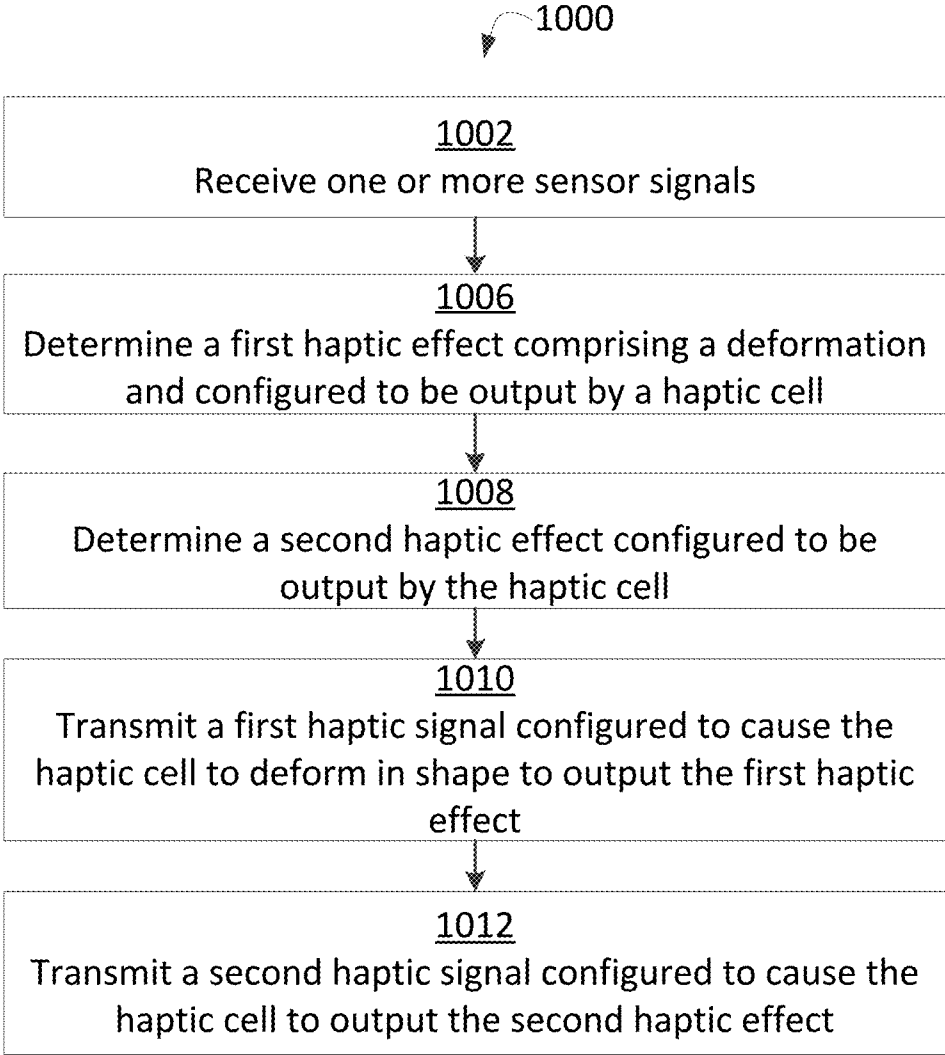 1000
1002
Receive one or more sensor signals
1006
Determine a first haptic effect comprising a deformation
and configured to be output by a haptic cell
1008
Determine a second haptic effect configured to be
output by the haptic cell
1010
Transmit a first haptic signal configured to cause the
haptic cell to deform in shape to output the first haptic
effect
1012
Transmit a second haptic signal configured to cause the
haptic cell to output the second haptic effect